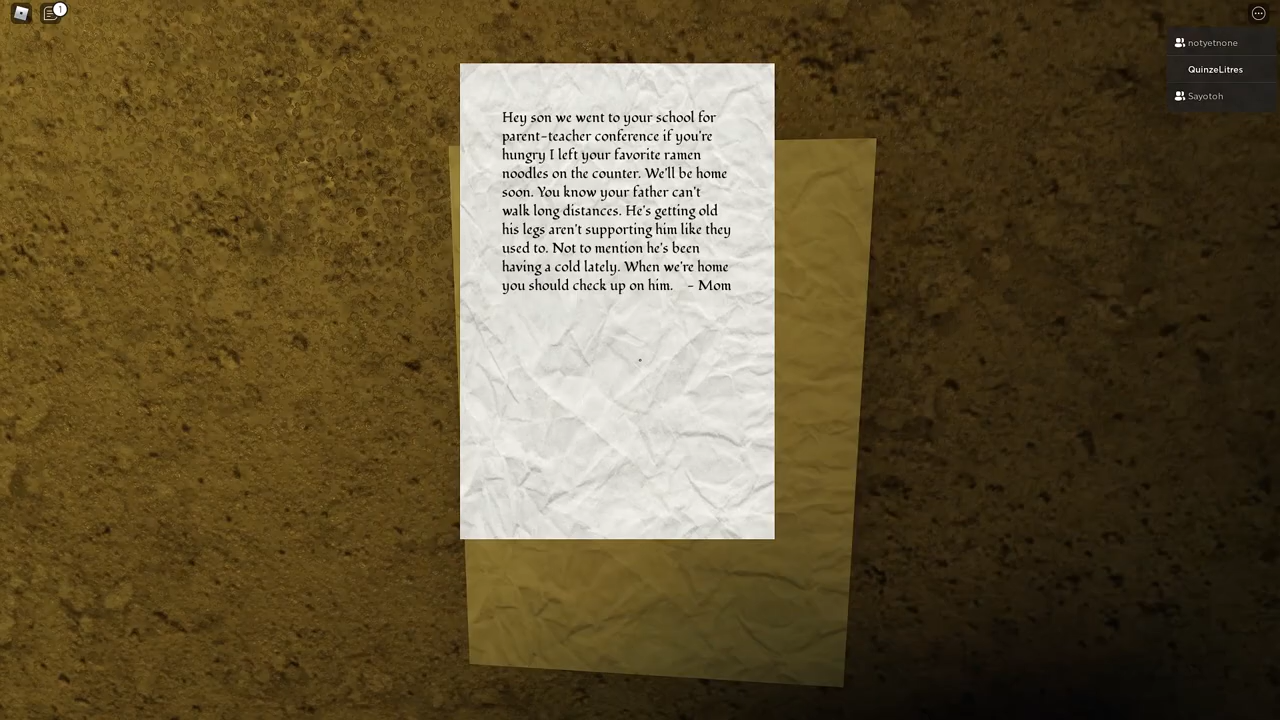 1
notyetnone
QuinzeLitres
Sayotoh
Hey son we went to your school for
parent-teacher conference if you're
hungry I left your favorite ramen
noodles on the counter. We'll be home
soon. You know your father can't
walk long distances. He's getting old
his legs aren't supporting him like they
used to. Not to mention he's been
having a cold lately. When we're home
you should check up on him. - Mom